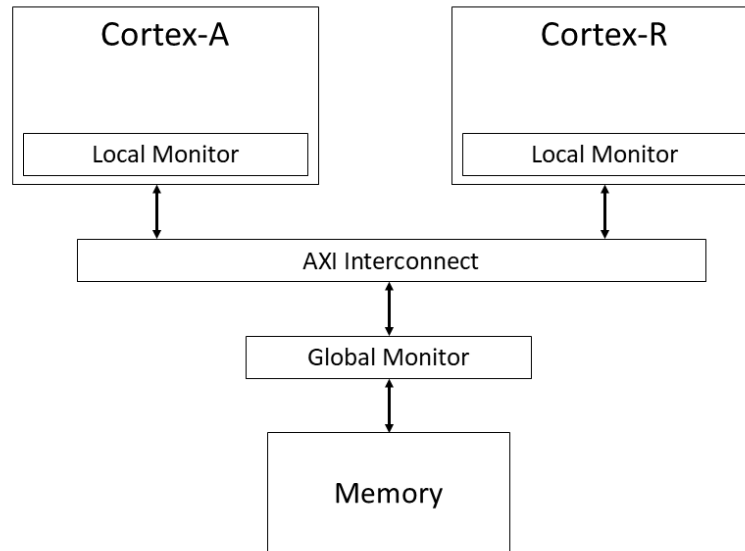 Cortex-A
Cortex-R
Local Monitor
Local Monitor
AXI Interconnect
Global Monitor
Memory